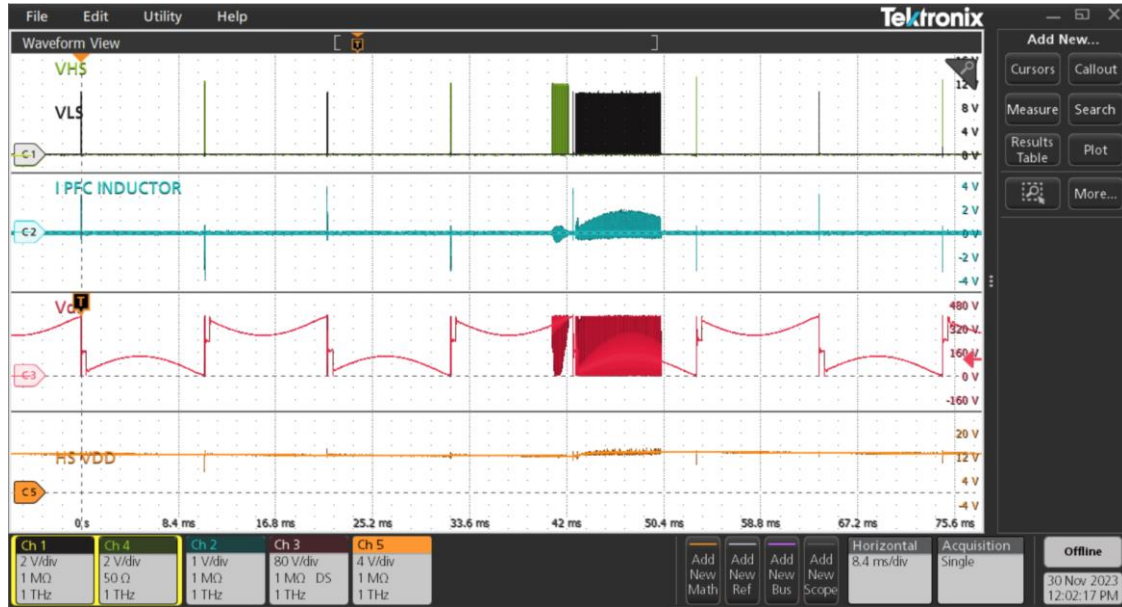 File Edit Utility Help
Tektronix
Waveform View
T
Add New...
Cursors Callout
Measure Search
Results Table Plot
More...
VHS
VLS
C1
12
8 V
4 V
0 V
I PFC INDUCTOR
C2
4 V
2 V
0 V
-2 V
-4 V
T
C3
480 V
320 V
160 V
0 V
-160 V
HS VDD
C5
20 V
12 V
4 V
-4 V
0 s 8.4 ms 16.8 ms 25.2 ms 33.6 ms 42 ms 50.4 ms 58.8 ms 67.2 ms 75.6 ms
Ch 1 Ch 4 Ch 2 Ch 3 Ch 5
2 V/div 2 V/div 1 V/div 80 V/div 4 V/div
1 MΩ 50 Ω 1 MΩ 1 MΩ DS 1 MΩ
1 THz 1 THz 1 THz 1 THz 1 THz
Add New Math
Add New Ref
Add New Bus
Add New Scope
Horizontal
8.4 ms/div
Acquisition
Single
Offline
30 Nov 2023
12:02:17 PM